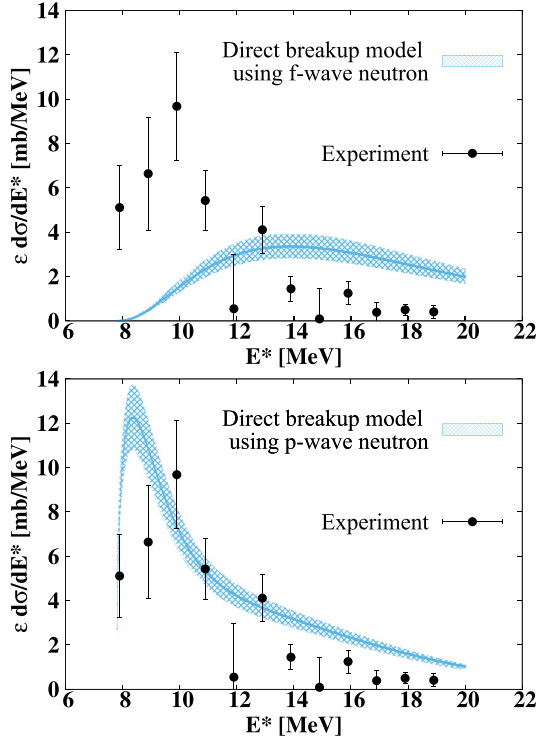 14
12
10
8
6
4
2
0
ε dσ/dE* [mb/MeV]
Direct breakup model
using f-wave neutron
Experiment
6 8 10 12 14 16 18 20 22
E* [MeV]
14
12
10
8
6
4
2
0
ε dσ/dE* [mb/MeV]
Direct breakup model
using p-wave neutron
Experiment
6 8 10 12 14 16 18 20 22
E* [MeV]